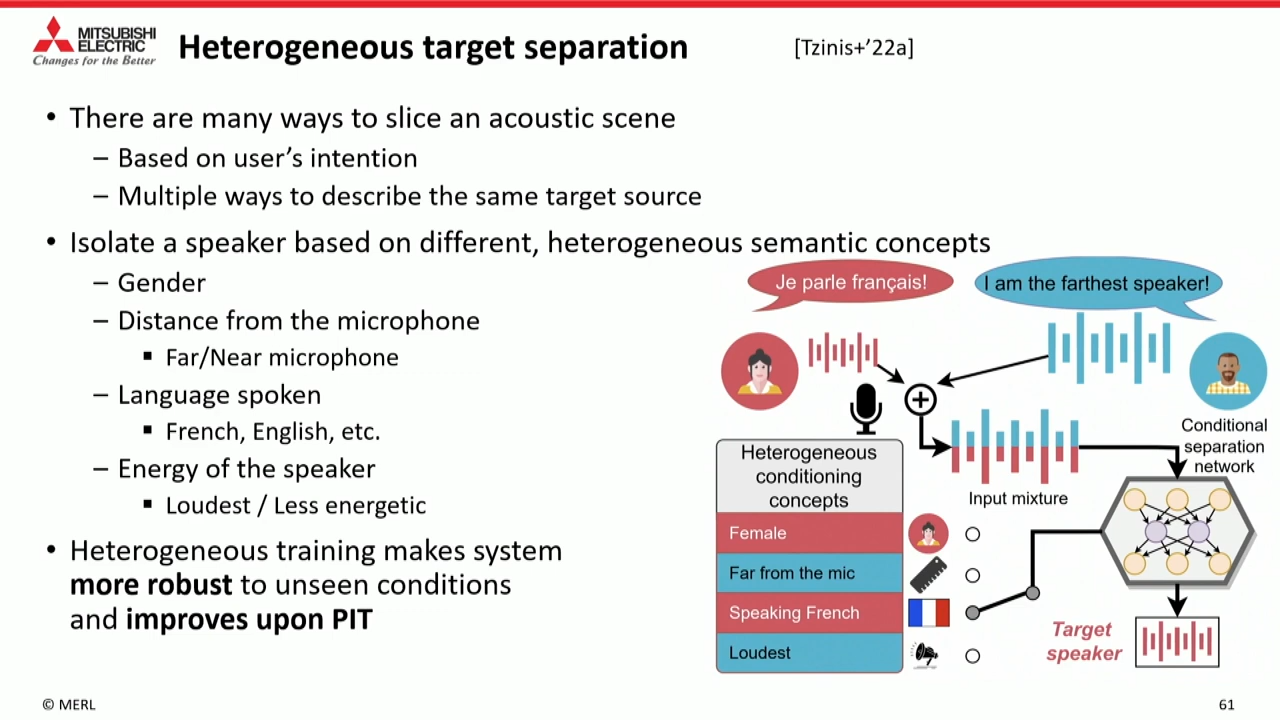 MITSUBISHI
ELECTRIC
Changes for the Better
Heterogeneous target separation
[Tzinis+'22a]
• There are many ways to slice an acoustic scene
– Based on user's intention
– Multiple ways to describe the same target source
• Isolate a speaker based on different, heterogeneous semantic concepts
– Gender
– Distance from the microphone
▪ Far/Near microphone
– Language spoken
▪ French, English, etc.
– Energy of the speaker
▪ Loudest / Less energetic
• Heterogeneous training makes system
more robust to unseen conditions
and improves upon PIT
Je parle français!
I am the farthest speaker!
Conditional
separation
network
Input mixture
Heterogeneous
conditioning
concepts
Female
Far from the mic
Speaking French
Loudest
Target
speaker
© MERL
61